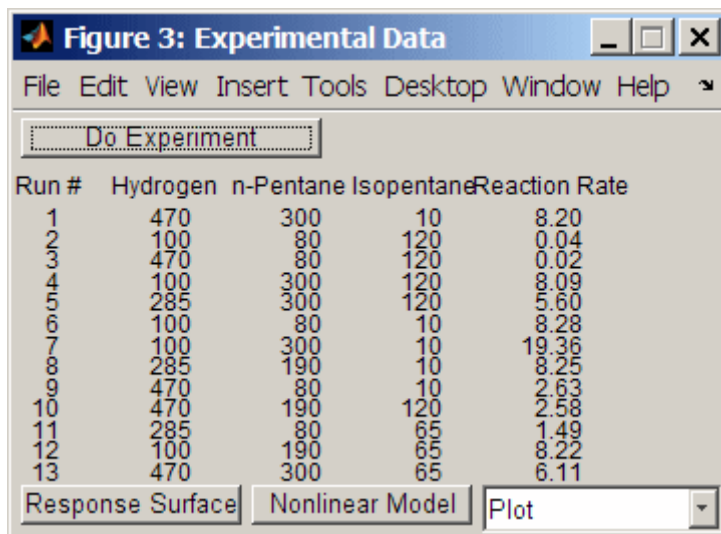 Figure 3: Experimental Data
File Edit View Insert Tools Desktop Window Help
Do Experiment
Run # Hydrogen n-Pentane Isopentane Reaction Rate
1 470 300 10 8.20
2 100 80 120 0.04
3 470 80 120 0.02
4 100 300 120 8.09
5 285 300 120 5.60
6 100 80 10 8.28
7 100 300 10 19.36
8 285 190 10 8.25
9 470 80 10 2.63
10 470 190 120 2.58
11 285 80 65 1.49
12 100 190 65 8.22
13 470 300 65 6.11
Response Surface Nonlinear Model Plot